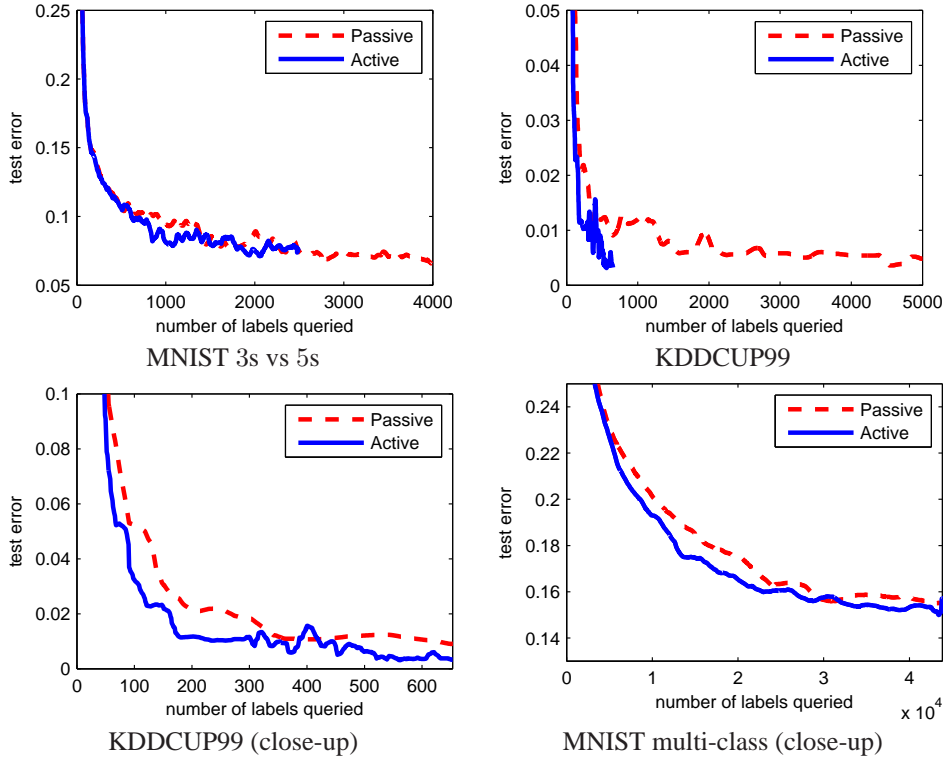 0.25
0.2
0.15
0.1
0.05
test error
Passive
Active
0 1000 2000 3000 4000
number of labels queried
MNIST 3s vs 5s
0.05
0.04
0.03
0.02
0.01
0
test error
Passive
Active
0 1000 2000 3000 4000 5000
number of labels queried
KDDCUP99
0.1
0.08
0.06
0.04
0.02
0
test error
Passive
Active
0 100 200 300 400 500 600
number of labels queried
KDDCUP99 (close-up)
0.24
0.22
0.2
0.18
0.16
0.14
test error
Passive
Active
0 1 2 3 4
number of labels queried
x 10^4
MNIST multi-class (close-up)